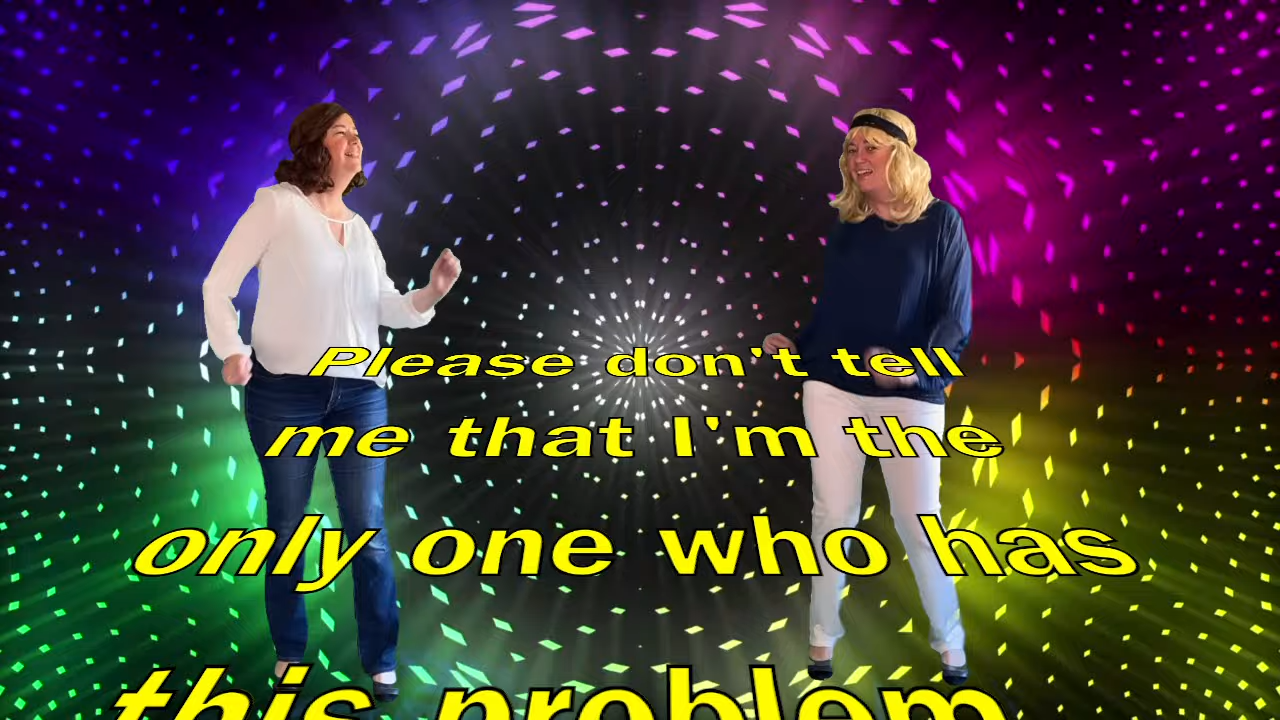 Please don't tell
me that I'm the
only one who has
this problem